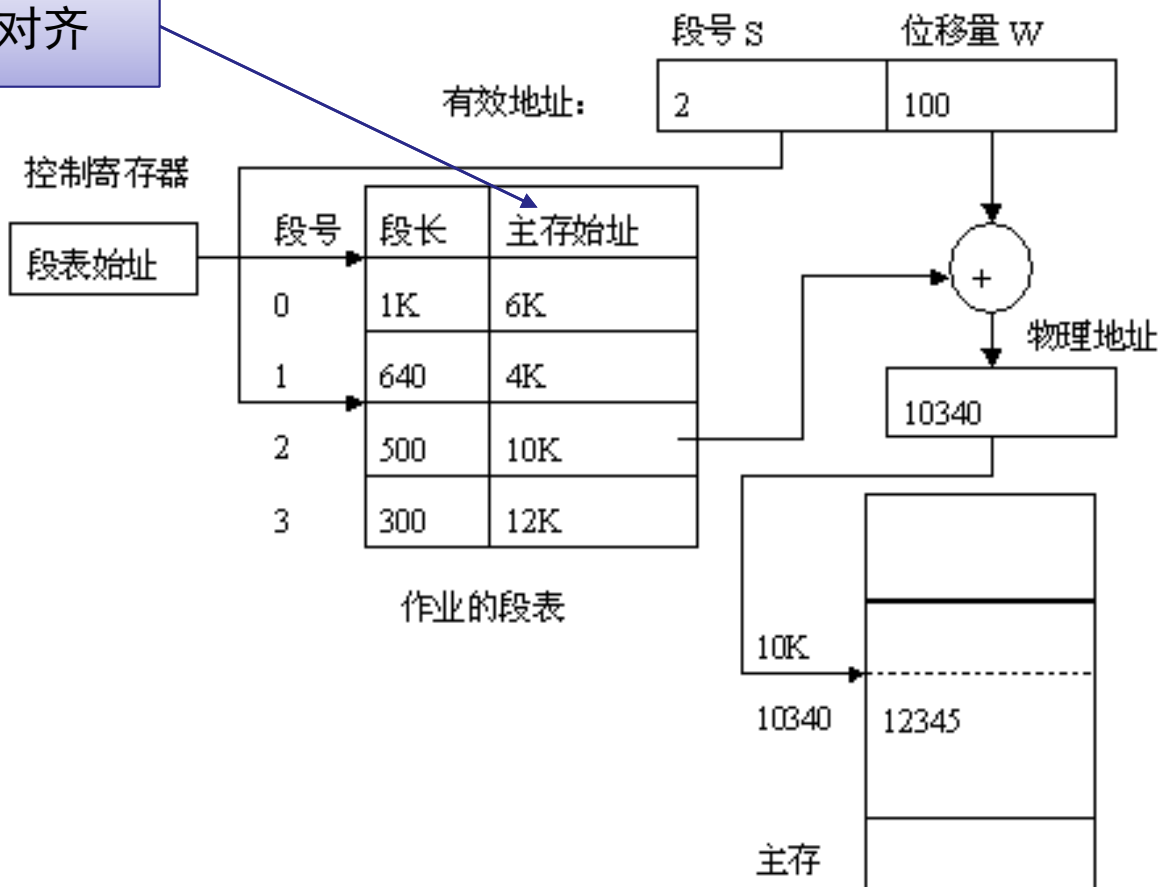 对齐
段号 S 位移量 W
有效地址： 2 100
控制寄存器
段表始址
段号 段长 主存始址
0 1K 6K
1 640 4K
2 500 10K
3 300 12K
作业的段表
+
物理地址
10340
10K
10340 12345
主存